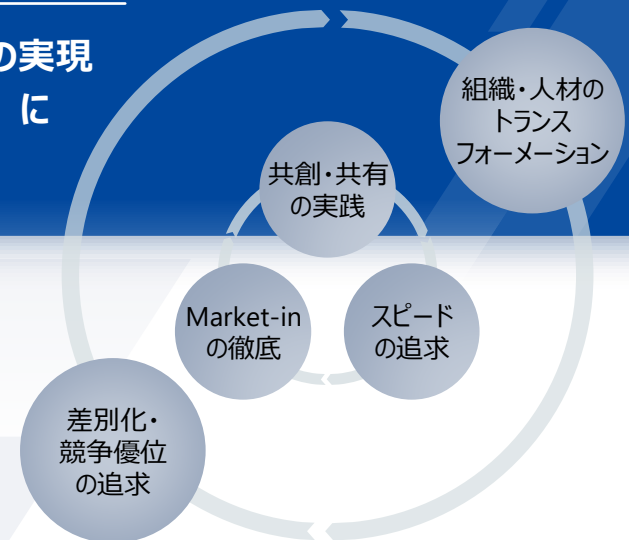 の実現
に
組織・人材の
トランス
フォーメーション
共創・共有
の実践
Market-in
の徹底
スピード
の追求
差別化・
競争優位
の追求